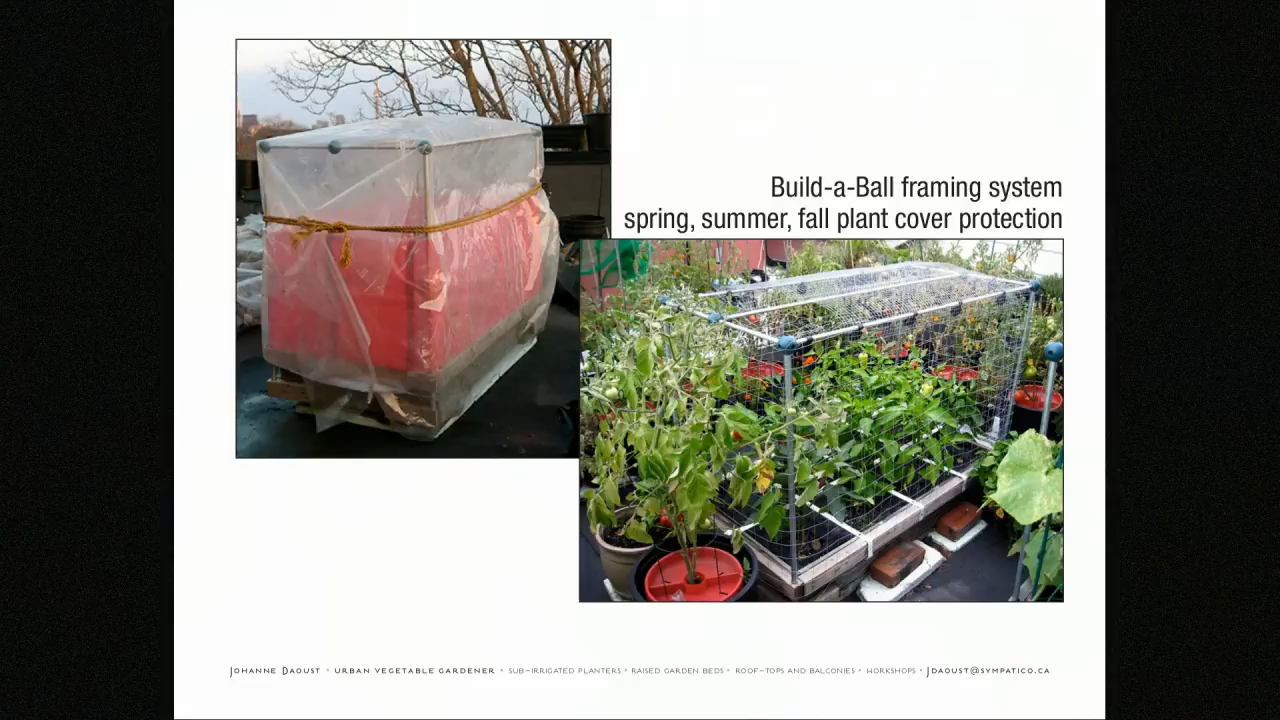 Build-a-Ball framing system
spring, summer, fall plant cover protection
Johanne Daoust • urban vegetable gardener • sub-irrigated planters • raised garden beds • roof-tops and balconies • workshops • jdaoust@sympatico.ca